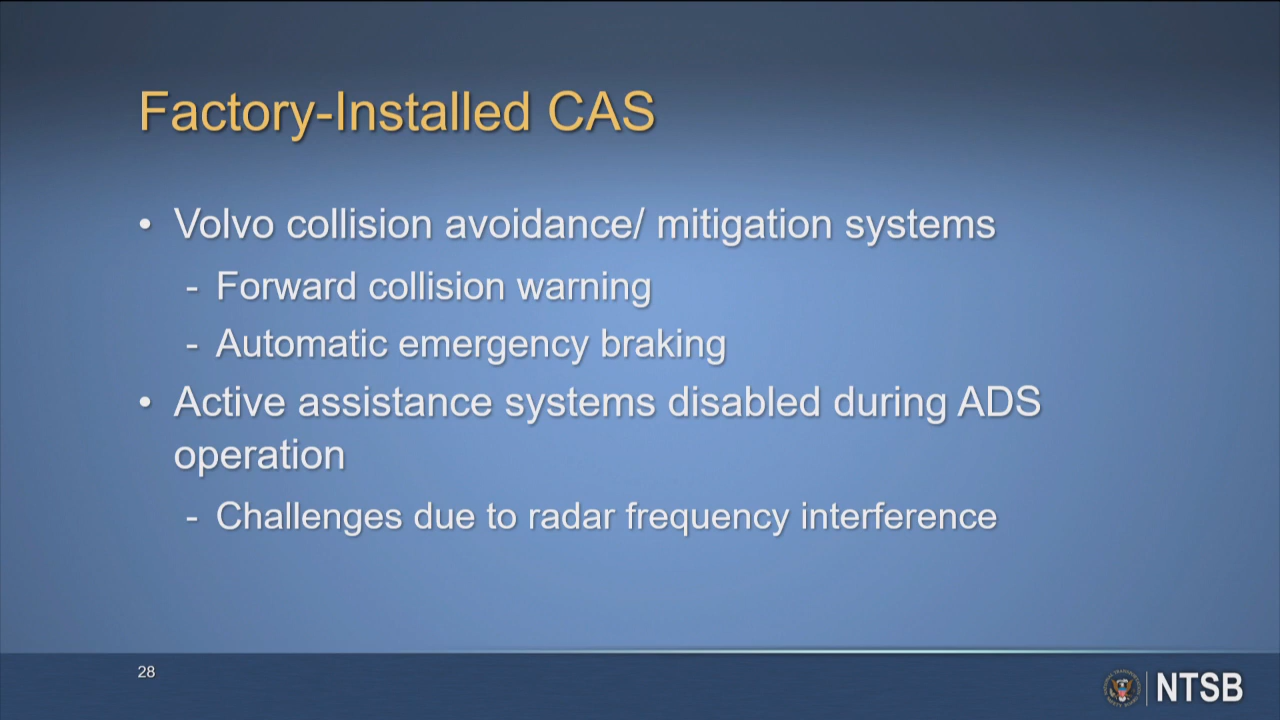 Factory-Installed CAS
• Volvo collision avoidance/ mitigation systems
- Forward collision warning
- Automatic emergency braking
• Active assistance systems disabled during ADS
operation
- Challenges due to radar frequency interference
28
NTSB